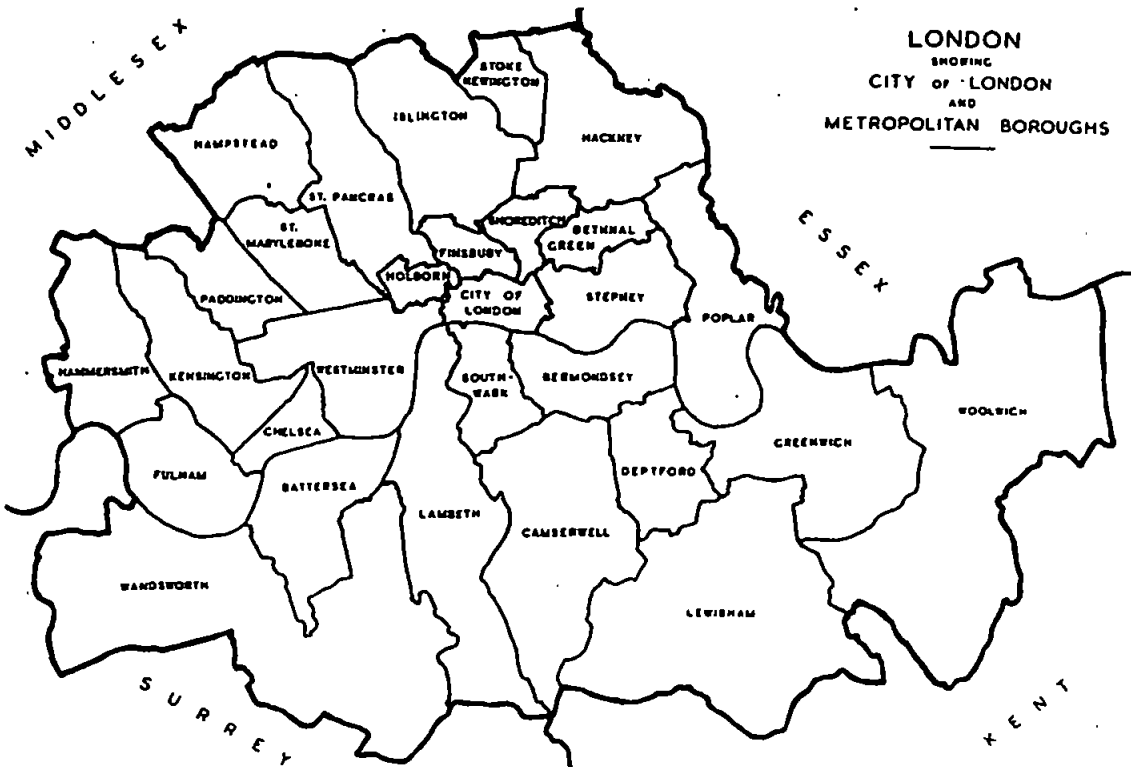 LONDON
SHOWING
CITY OF LONDON
AND
METROPOLITAN BOROUGHS
MIDDLESEX
ESSEX
SURREY
KENT
STOKE
NEWINGTON
ISLINGTON
HACKNEY
HAMPSTEAD
ST. PANCRAS
SHOREDITCH
BETHNAL
GREEN
ST.
MARYLEBONE
FINSBURY
HOLBORN
PADDINGTON
CITY OF
LONDON
STEPNEY
POPLAR
HAMMERSMITH
KENSINGTON
WESTMINSTER
SOUTH-
WARK
BERMONDSEY
WOOLWICH
CHELSEA
GREENWICH
FULHAM
BATTERSEA
DEPTFORD
LAMBETH
CAMBERWELL
WANDSWORTH
LEWISHAM